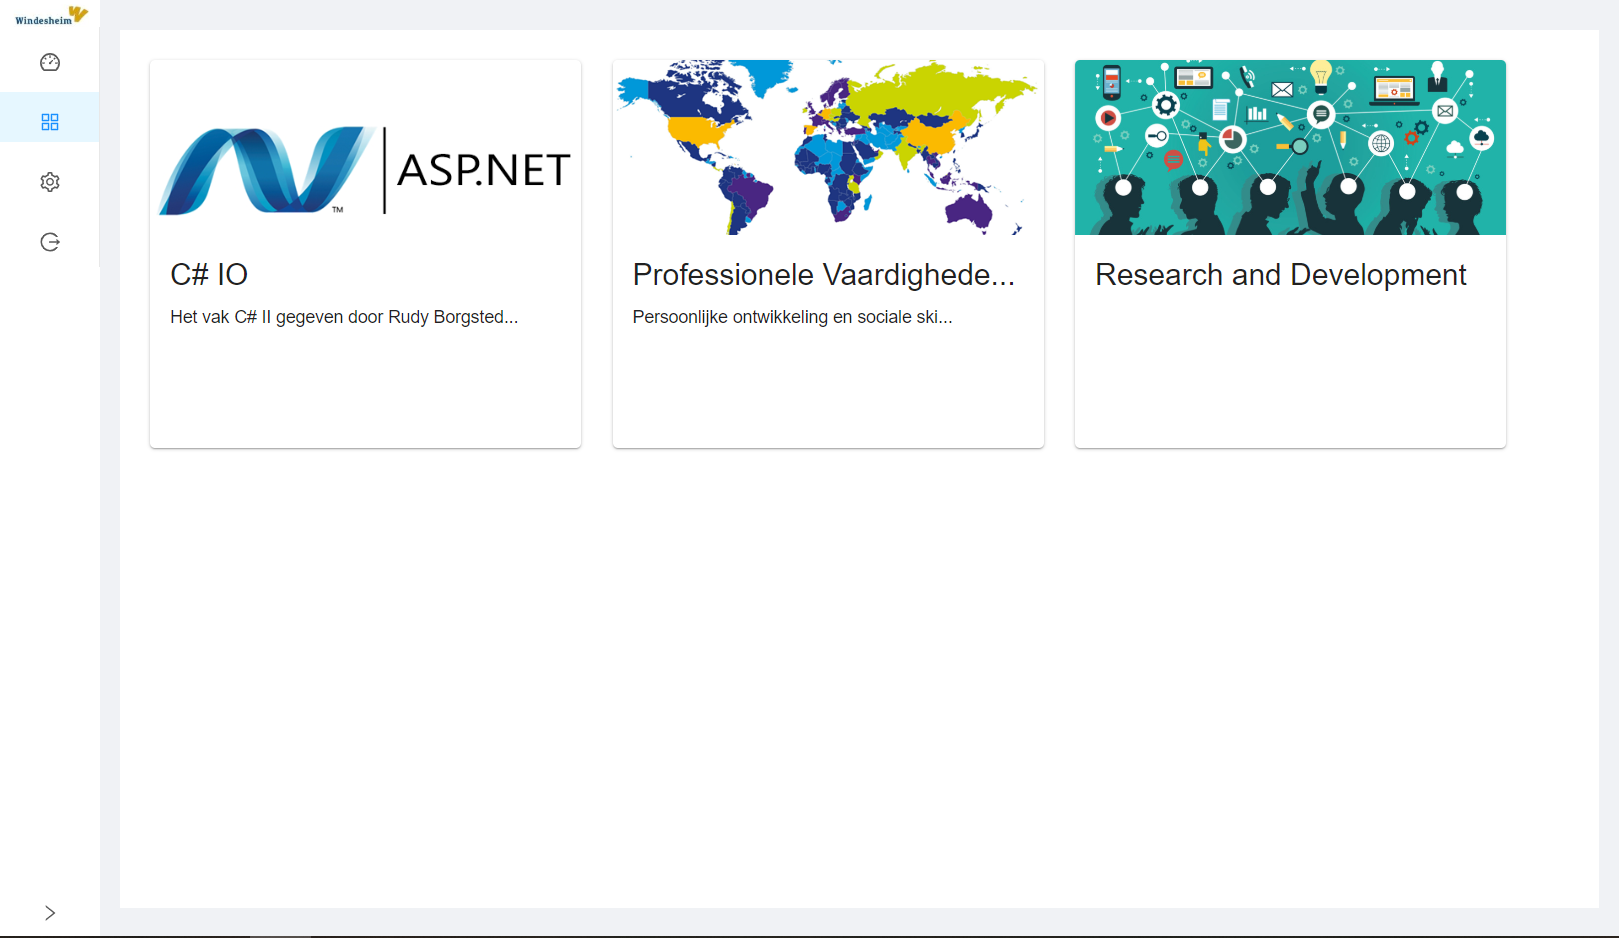 Windesheim
ASP.NET
TM
C# IO
Het vak C# II gegeven door Rudy Borgsted...
Professionele Vaardighede...
Persoonlijke ontwikkeling en sociale ski...
Research and Development